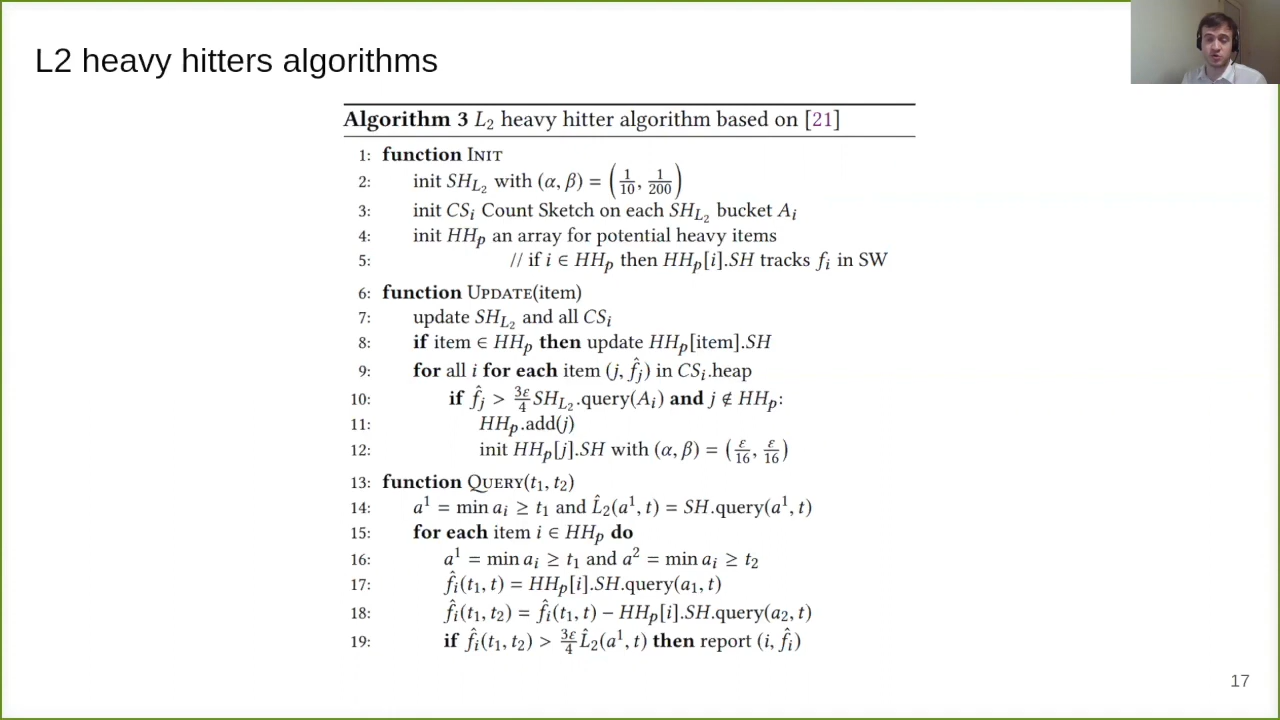 L2 heavy hitters algorithms
Algorithm 3 L₂ heavy hitter algorithm based on [21]
1: function INIT
2: init SH_{L₂} with (α, β) = (1/10, 1/200)
3: init CS_i Count Sketch on each SH_{L₂} bucket A_i
4: init HH_p an array for potential heavy items
5: // if i ∈ HH_p then HH_p[i].SH tracks f_i in SW
6: function UPDATE(item)
7: update SH_{L₂} and all CS_i
8: if item ∈ HH_p then update HH_p[item].SH
9: for all i for each item (j, f̂_j) in CS_i.heap
10: if f̂_j > 3ε/4 SH_{L₂}.query(A_i) and j ∉ HH_p:
11: HH_p.add(j)
12: init HH_p[j].SH with (α, β) = (ε/16, ε/16)
13: function QUERY(t₁, t₂)
14: a¹ = min a_i ≥ t₁ and L̂₂(a¹, t) = SH.query(a¹, t)
15: for each item i ∈ HH_p do
16: a¹ = min a_i ≥ t₁ and a² = min a_i ≥ t₂
17: f̂_i(t₁, t) = HH_p[i].SH.query(a₁, t)
18: f̂_i(t₁, t₂) = f̂_i(t₁, t) − HH_p[i].SH.query(a₂, t)
19: if f̂_i(t₁, t₂) > 3ε/4 L̂₂(a¹, t) then report (i, f̂_i)
17